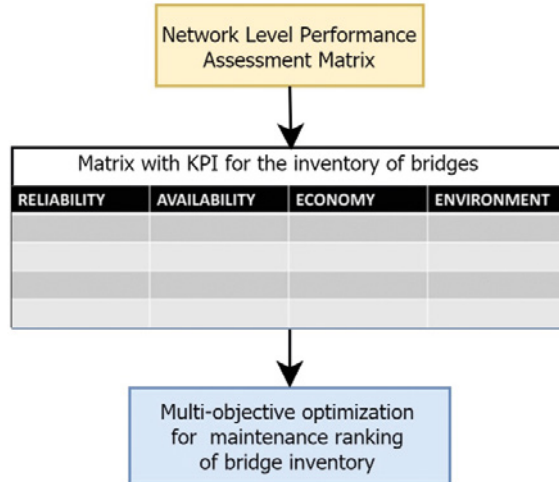 Network Level Performance
Assessment Matrix
Matrix with KPI for the inventory of bridges
RELIABILITY AVAILABILITY ECONOMY ENVIRONMENT
Multi-objective optimization
for maintenance ranking
of bridge inventory